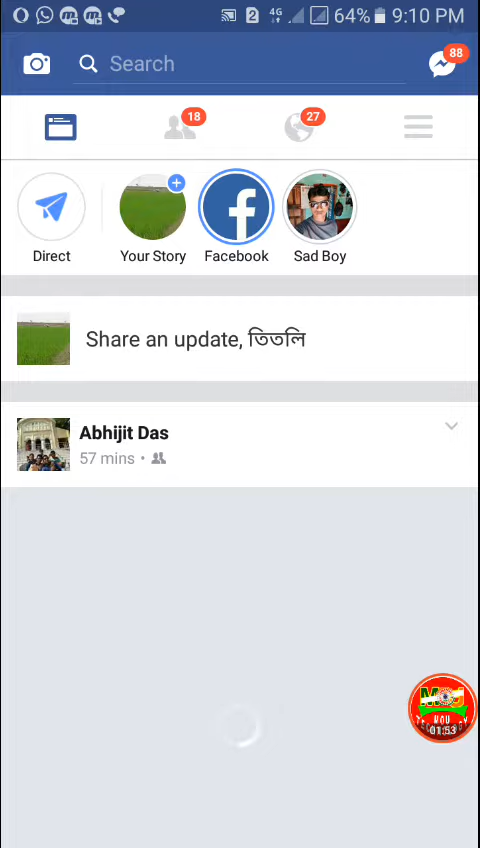 64% 9:10 PM
Search
88
18
27
Direct
Your Story
Facebook
Sad Boy
Share an update, তিতলি
Abhijit Das
57 mins •
01:53